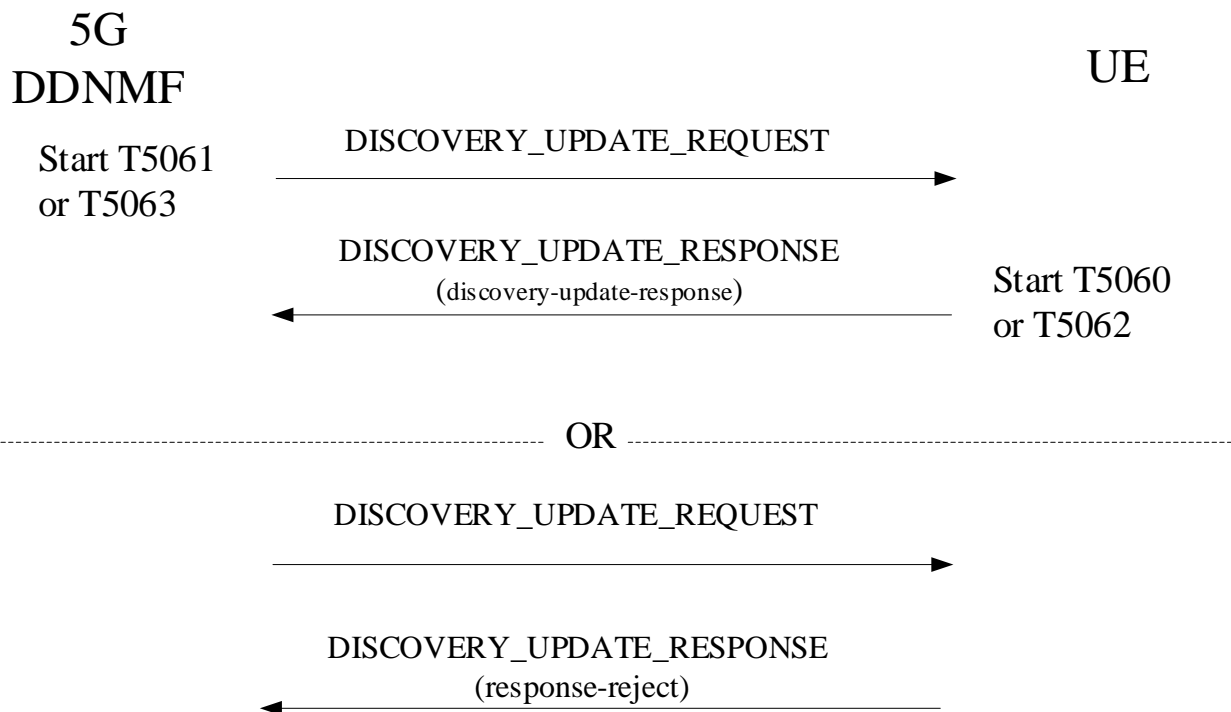 5G
DDNMF
UE
Start T5061
or T5063
DISCOVERY_UPDATE_REQUEST
DISCOVERY_UPDATE_RESPONSE
(discovery-update-response)
Start T5060
or T5062
OR
DISCOVERY_UPDATE_REQUEST
DISCOVERY_UPDATE_RESPONSE
(response-reject)